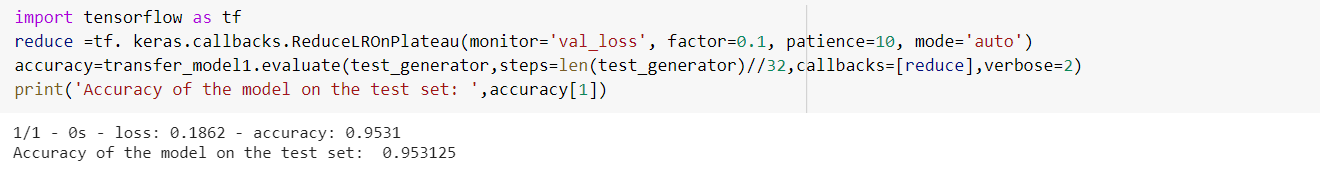 import tensorflow as tf
reduce =tf. keras.callbacks.ReduceLROnPlateau(monitor='val_loss', factor=0.1, patience=10, mode='auto')
accuracy=transfer_model1.evaluate(test_generator,steps=len(test_generator)//32,callbacks=[reduce],verbose=2)
print('Accuracy of the model on the test set: ',accuracy[1])
1/1 - 0s - loss: 0.1862 - accuracy: 0.9531
Accuracy of the model on the test set:  0.953125